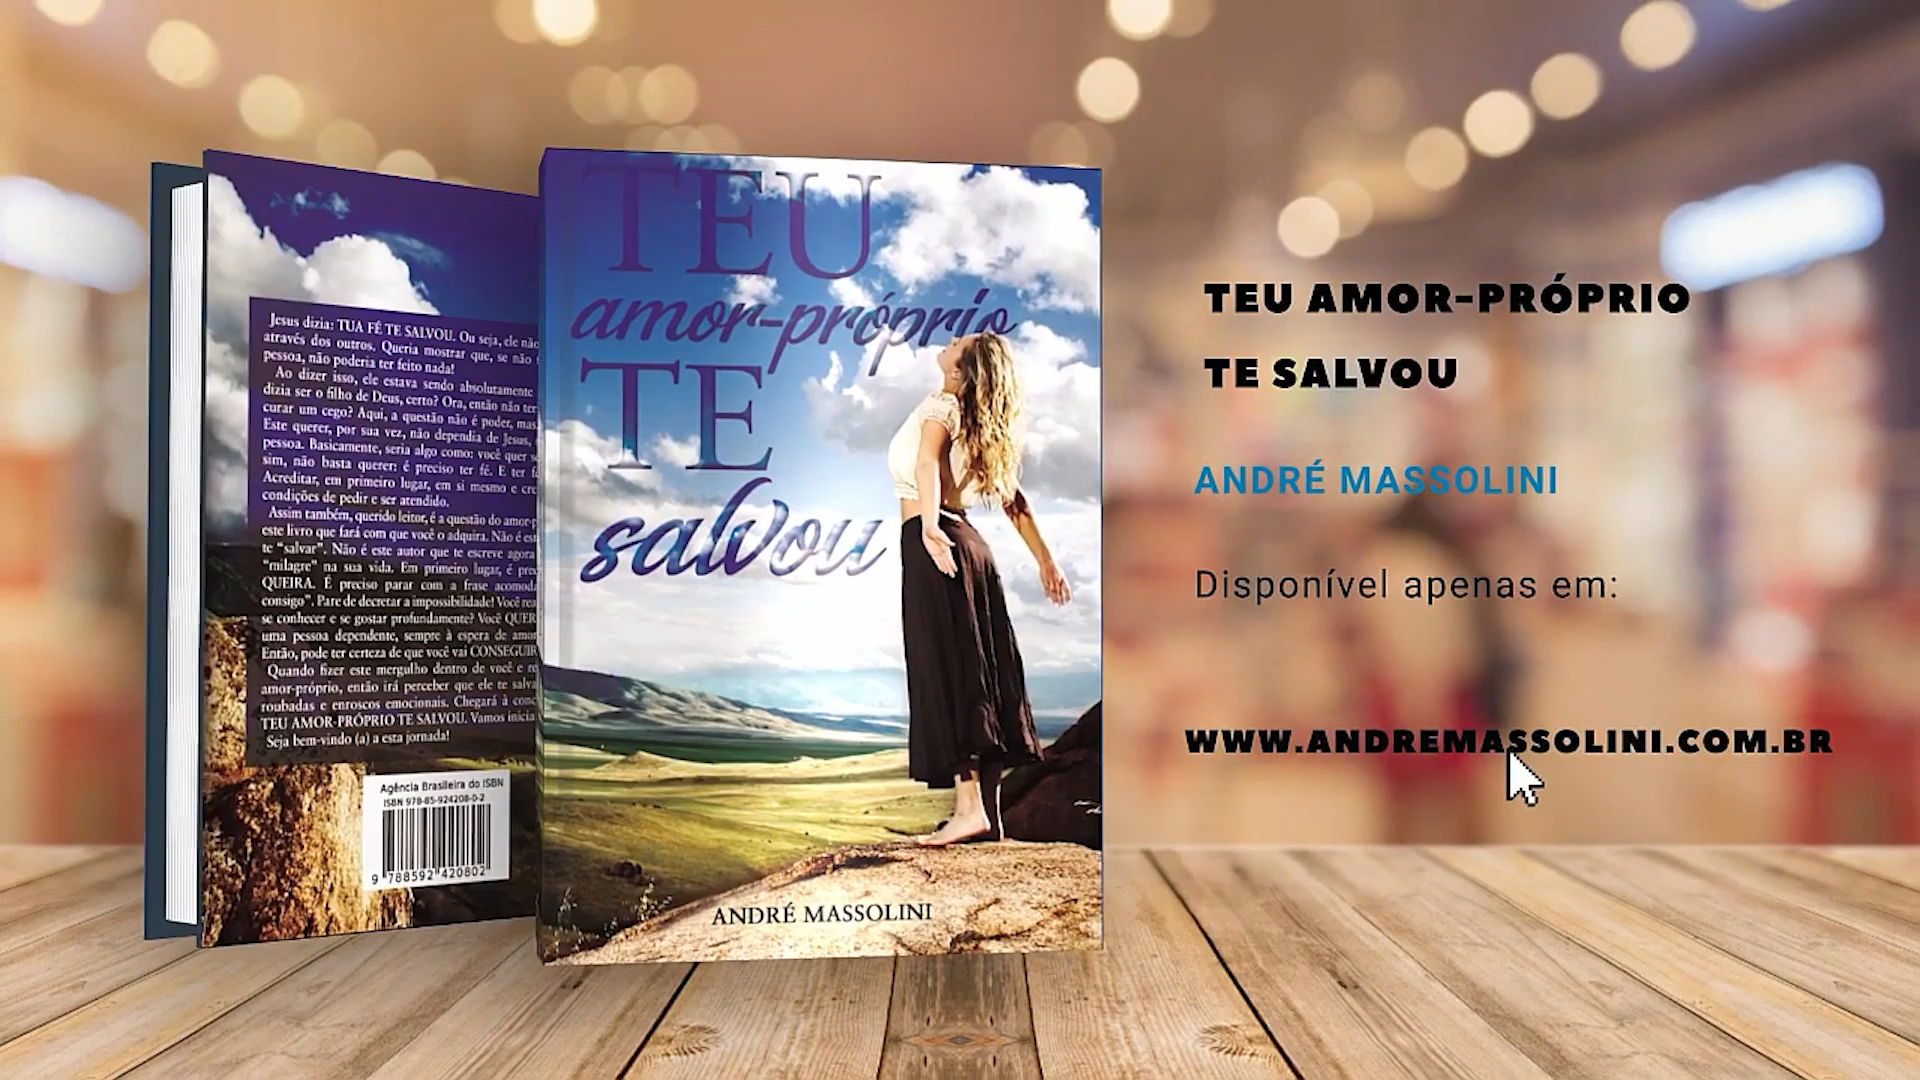 Jesus dizia: TUA FÉ TE SALVOU. Ou seja, ele não
através dos outros. Queria mostrar que, se não
pessoa, não poderia ter feito nada!
Ao dizer isso, ele estava sendo absolutamente
dizia ser o filho de Deus, certo? Ora, então não
curar um cego? Aqui, a questão não é poder, mas
Este querer, por sua vez, não dependia de Jesus,
pessoa. Basicamente, seria algo como: você quer
sim, não basta querer: é preciso ter fé. E ter
Acreditar, em primeiro lugar, em si mesmo e
condições de pedir e ser atendido.
Assim também, querido leitor, é a questão do
este livro que fará com que você o adquira. Não é
te "salvar". Não é este autor que te escreve agora
"milagre" na sua vida. Em primeiro lugar, é
QUEIRA. É preciso parar com a frase
consigo". Pare de decretar a impossibilidade! Você
se conhecer e se gostar profundamente? Você
uma pessoa dependente, sempre à espera de
Então, pode ter certeza de que você vai CONSEGUIR
Quando fizer este mergulho dentro de você e
amor-próprio, então irá perceber que ele te
roubadas e enroscos emocionais. Chegará à
TEU AMOR-PRÓPRIO TE SALVOU. Vamos
Seja bem-vindo (a) a esta jornada!
Agência Brasileira do ISBN
ISBN 978-85-924208-0-2
9 788592 420802
TEU
amor-próprio
TE
salvou
ANDRÉ MASSOLINI
TEU AMOR-PRÓPRIO
TE SALVOU
ANDRÉ MASSOLINI
Disponível apenas em:
WWW.ANDREMASSOLINI.COM.BR